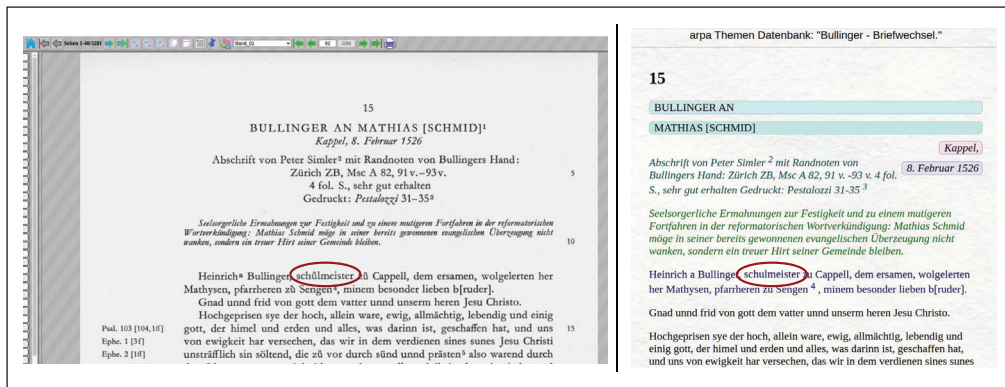 Seiten 1-40/3281
Band_01
92
15
BULLINGER AN MATHIAS [SCHMID]¹
Kappel, 8. Februar 1526
Abschrift von Peter Simler² mit Randnoten von Bullingers Hand:
Zürich ZB, Msc A 82, 91 v.–93 v.
5
4 fol. S., sehr gut erhalten
Gedruckt: Pestalozzi 31–35³
Seelsorgerliche Ermahnungen zur Festigkeit und zu einem mutigeren Fortfahren in der reformatorischen
Wortverkündigung: Mathias Schmid möge in seiner bereits gewonnenen evangelischen Überzeugung nicht
wanken, sondern ein treuer Hirt seiner Gemeinde bleiben.
10
Heinrichᵃ Bullinger, schůlmeister zů Cappell, dem ersamen, wolgelerten her
Mathysen, pfarrheren zů Sengen⁴, minem besonder lieben b[ruder].
Gnad unnd frid von gott dem vatter unnd unserm heren Jesu Christo.
Hochgeprisen sye der hoch, allein ware, ewig, allmächtig, lebendig und einig
Psal. 103 [104,1ff] gott, der himel und erden und alles, was darinn ist, geschaffen hat, und uns 15
Ephe. 1 [3f] von ewigkeit har versechen, das wir in dem verdienen sines suns Jesu Christi
Ephe. 2 [1ff] unsträfflich sin söltend, die zů vor durch sünd unnd prästen⁵ also warend durch
arpa Themen Datenbank: "Bullinger - Briefwechsel."
15
BULLINGER AN
MATHIAS [SCHMID]
Kappel,
8. Februar 1526
Abschrift von Peter Simler ² mit Randnoten von
Bullingers Hand: Zürich ZB, Msc A 82, 91 v. -93 v. 4 fol.
S., sehr gut erhalten Gedruckt: Pestalozzi 31-35 ³
Seelsorgerliche Ermahnungen zur Festigkeit und zu einem mutigeren
Fortfahren in der reformatorischen Wortverkündigung: Mathias Schmid
möge in seiner bereits gewonnenen evangelischen Überzeugung nicht
wanken, sondern ein treuer Hirt seiner Gemeinde bleiben.
Heinrich a Bullinger, schulmeister zu Cappell, dem ersamen, wolgelerten
her Mathysen, pfarrheren zu Sengen ⁴ , minem besonder lieben b[ruder].
Gnad unnd frid von gott dem vatter unnd unserm heren Jesu Christo.
Hochgeprisen sye der hoch, allein ware, ewig, allmächtig, lebendig und
einig gott, der himel und erden und alles, was darinn ist, geschaffen hat,
und uns von ewigkeit har versechen, das wir in dem verdienen sines suns